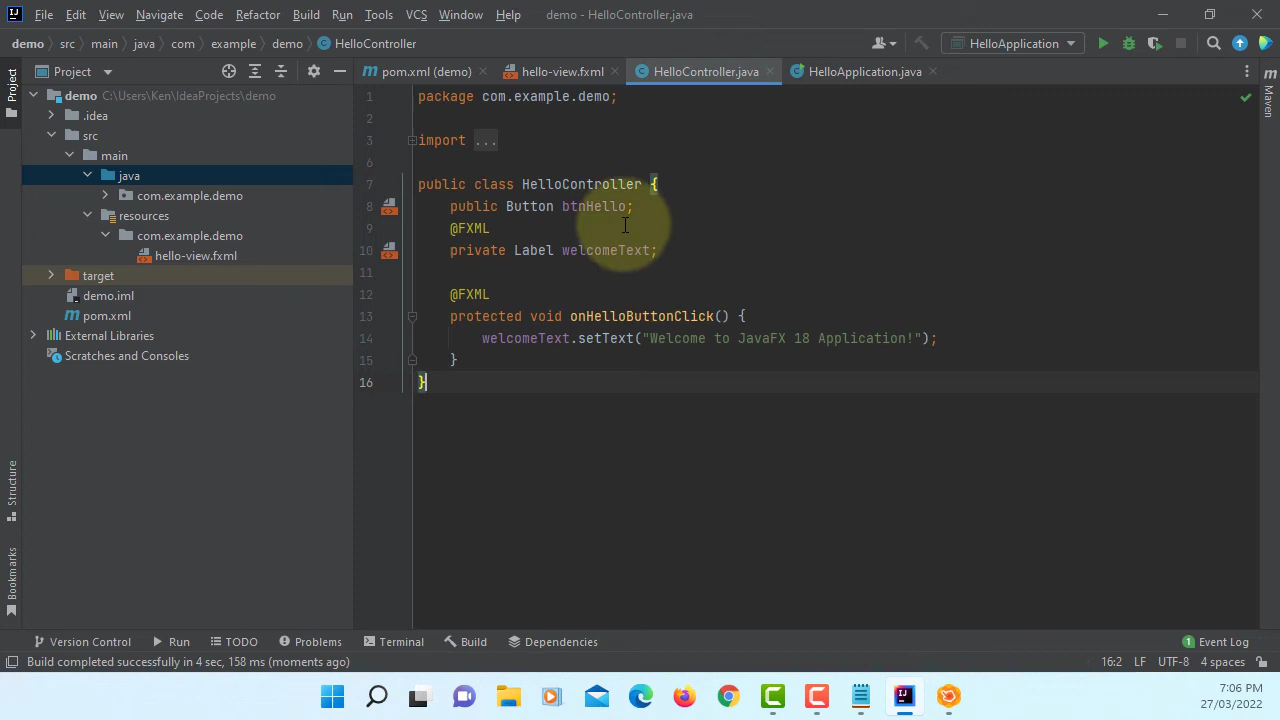 File Edit View Navigate Code Refactor Build Run Tools VCS Window Help demo - HelloController.java
demo src main java com example demo HelloController
HelloApplication
Project
pom.xml (demo) hello-view.fxml HelloController.java HelloApplication.java
Project
Maven
demo C:\Users\Ken\IdeaProjects\demo
.idea
src
main
java
com.example.demo
resources
com.example.demo
hello-view.fxml
target
demo.iml
pom.xml
External Libraries
Scratches and Consoles
1 package com.example.demo;
2
3 import ...
6
7 public class HelloController {
8 public Button btnHello;
9 @FXML
10 private Label welcomeText;
11
12 @FXML
13 protected void onHelloButtonClick() {
14 welcomeText.setText("Welcome to JavaFX 18 Application!");
15 }
16 }
Structure
Bookmarks
Version Control Run TODO Problems Terminal Build Dependencies 1 Event Log
Build completed successfully in 4 sec, 158 ms (moments ago) 16:2 LF UTF-8 4 spaces
7:06 PM
27/03/2022